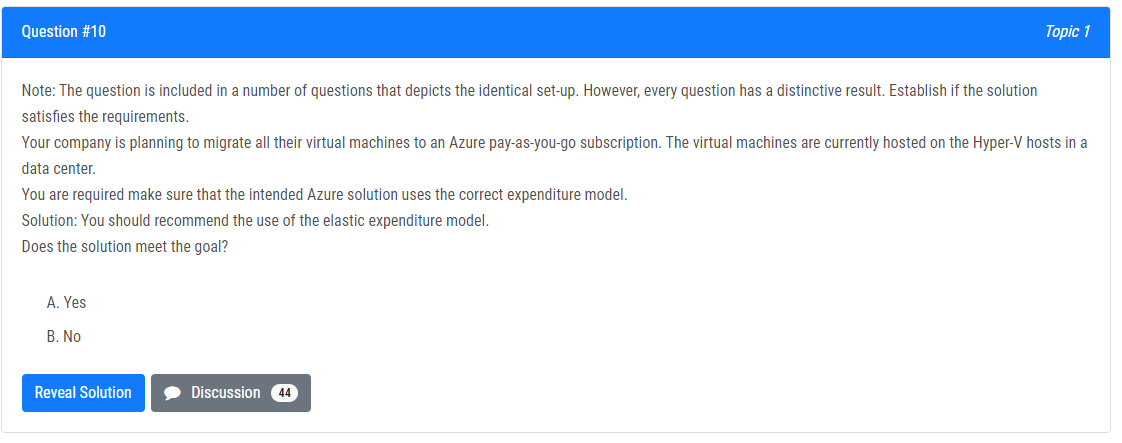 Question #10
Topic 1
Note: The question is included in a number of questions that depicts the identical set-up. However, every question has a distinctive result. Establish if the solution
satisfies the requirements.
Your company is planning to migrate all their virtual machines to an Azure pay-as-you-go subscription. The virtual machines are currently hosted on the Hyper-V hosts in a
data center.
You are required make sure that the intended Azure solution uses the correct expenditure model.
Solution: You should recommend the use of the elastic expenditure model.
Does the solution meet the goal?
A. Yes
B. No
Reveal Solution
Discussion 44